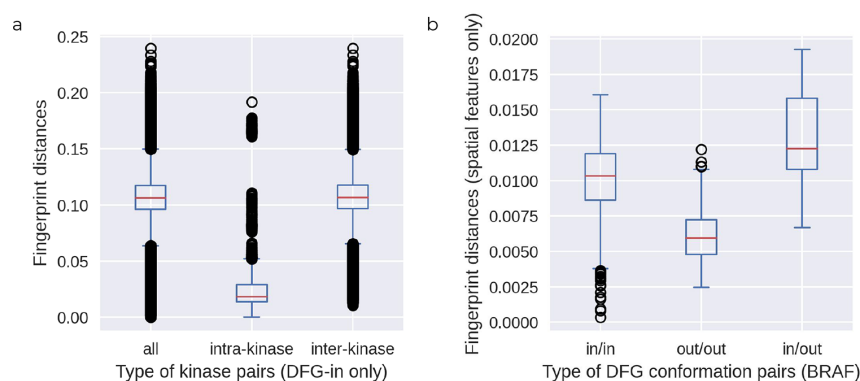 a
Fingerprint distances
0.25
0.20
0.15
0.10
0.05
0.00
all intra-kinase inter-kinase
Type of kinase pairs (DFG-in only)
b
Fingerprint distances (spatial features only)
0.0200
0.0175
0.0150
0.0125
0.0100
0.0075
0.0050
0.0025
0.0000
in/in out/out in/out
Type of DFG conformation pairs (BRAF)